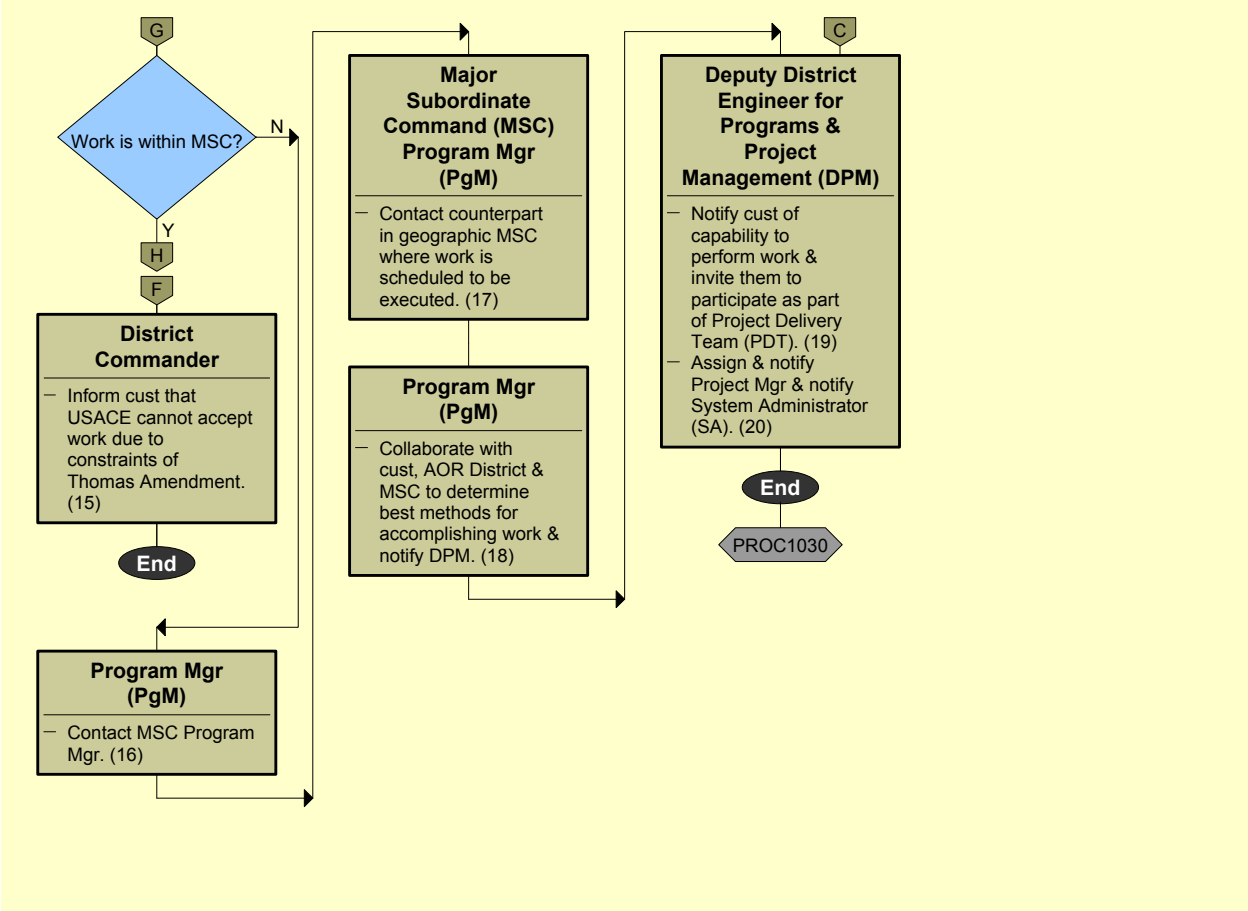 G
Work is within MSC?
N
Y
H
F
District
Commander
— Inform cust that
USACE cannot accept
work due to
constraints of
Thomas Amendment.
(15)
End
Program Mgr
(PgM)
— Contact MSC Program
Mgr. (16)
Major
Subordinate
Command (MSC)
Program Mgr
(PgM)
— Contact counterpart
in geographic MSC
where work is
scheduled to be
executed. (17)
Program Mgr
(PgM)
— Collaborate with
cust, AOR District &
MSC to determine
best methods for
accomplishing work &
notify DPM. (18)
C
Deputy District
Engineer for
Programs &
Project
Management (DPM)
— Notify cust of
capability to
perform work &
invite them to
participate as part
of Project Delivery
Team (PDT). (19)
— Assign & notify
Project Mgr & notify
System Administrator
(SA). (20)
End
PROC1030